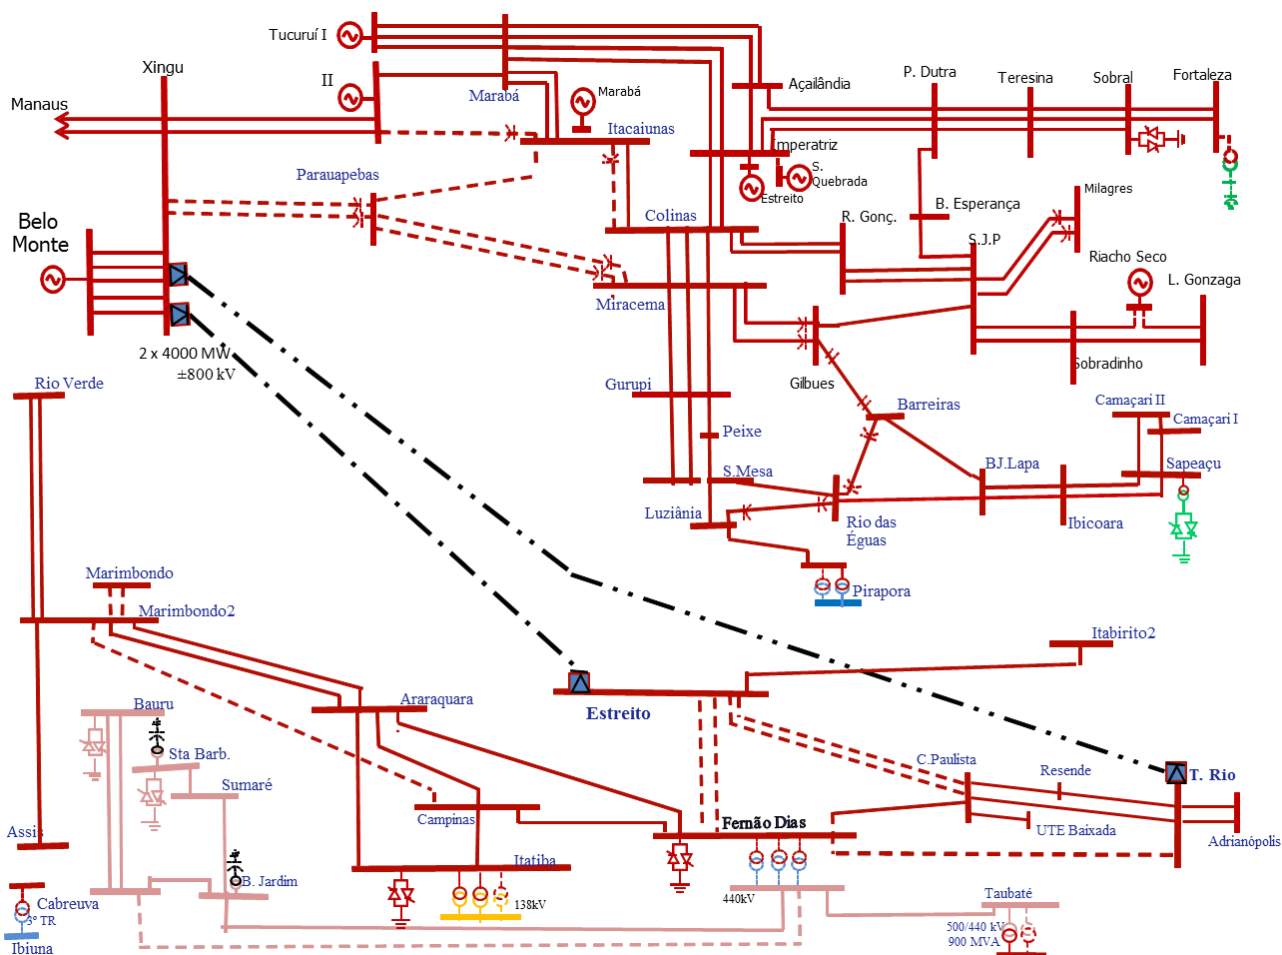 Tucuruí I
Xingu
II
Manaus
Marabá
Marabá
Itacaiunas
Açailândia
P. Dutra
Teresina
Sobral
Fortaleza
Imperatriz
S.
Quebrada
Estreito
Parauapebas
Belo
Monte
Colinas
R. Gonç.
B. Esperança
S.J.P
Milagres
Riacho Seco
L. Gonzaga
Miracema
2 x 4000 MW
±800 kV
Gilbues
Sobradinho
Rio Verde
Gurupi
Barreiras
Camaçari II
Camaçari I
Peixe
S.Mesa
BJ.Lapa
Sapeaçu
Luziânia
Rio das
Éguas
Ibicoara
Marimbondo
Marimbondo2
Pirapora
Itabirito2
Bauru
Araraquara
Estreito
Sta Barb.
Sumaré
C.Paulista
Resende
T. Rio
Assis
Campinas
Fernão Dias
UTE Baixada
Adrianópolis
Itatiba
B. Jardim
Cabreuva
3º TR
Ibiuna
138kV
440kV
Taubaté
500/440 kV
900 MVA